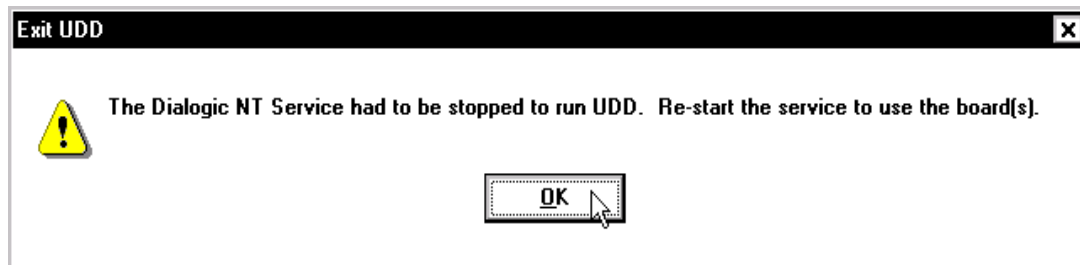 Exit UDD
The Dialogic NT Service had to be stopped to run UDD.  Re-start the service to use the board(s).
OK